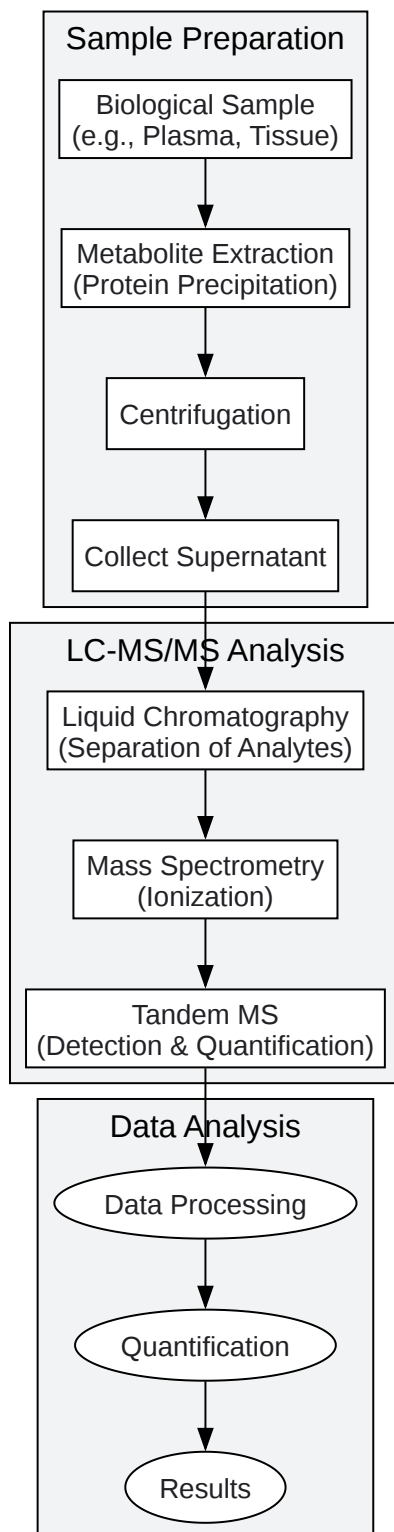 Sample Preparation
Biological Sample
(e.g., Plasma, Tissue)
Metabolite Extraction
(Protein Precipitation)
Centrifugation
Collect Supernatant
LC-MS/MS Analysis
Liquid Chromatography
(Separation of Analytes)
Mass Spectrometry
(Ionization)
Tandem MS
(Detection & Quantification)
Data Analysis
Data Processing
Quantification
Results